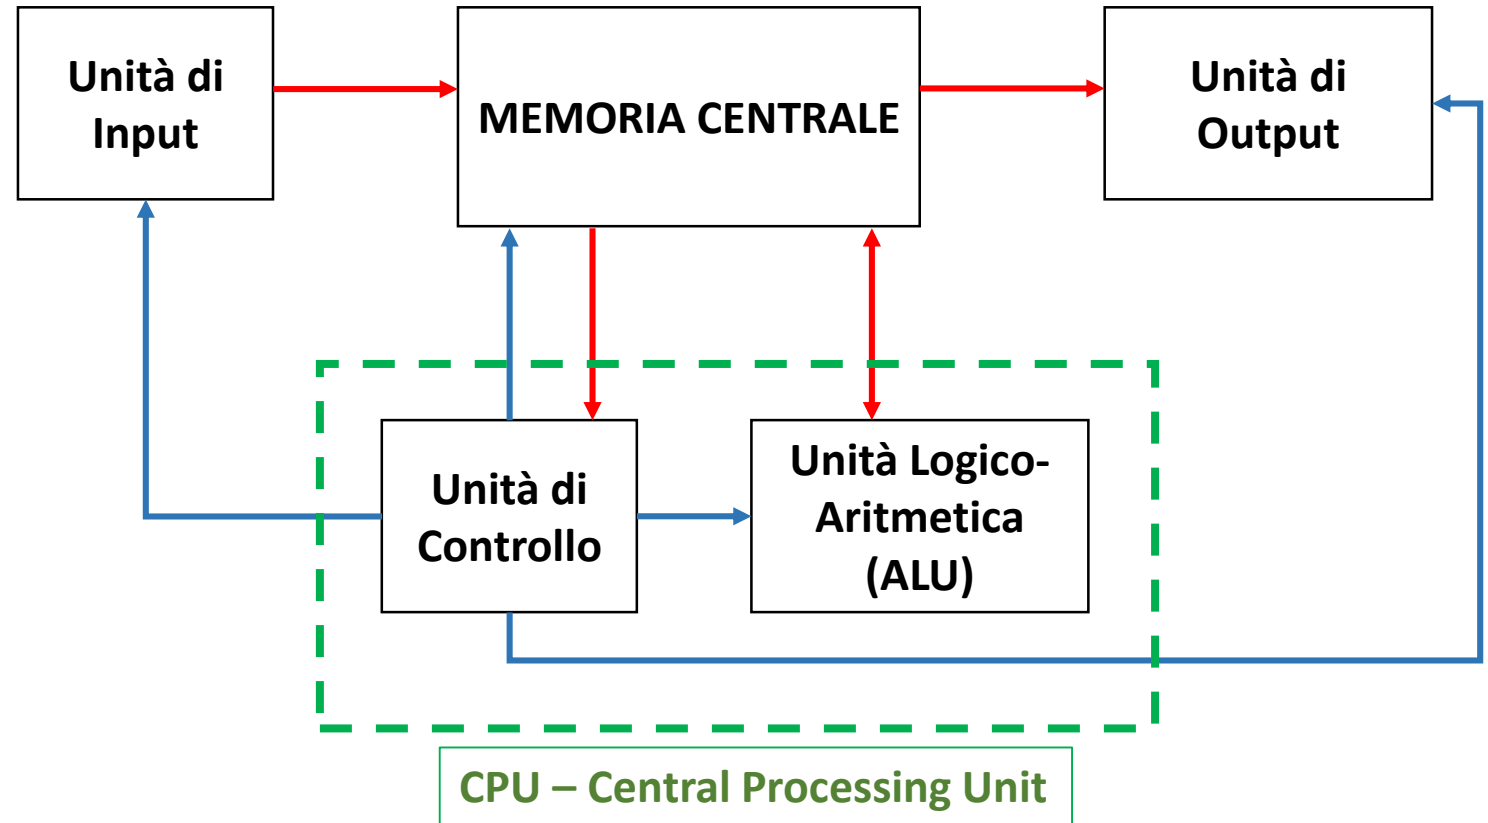 Unità di
Input
MEMORIA CENTRALE
Unità di
Output
Unità di
Controllo
Unità Logico-
Aritmetica
(ALU)
CPU – Central Processing Unit